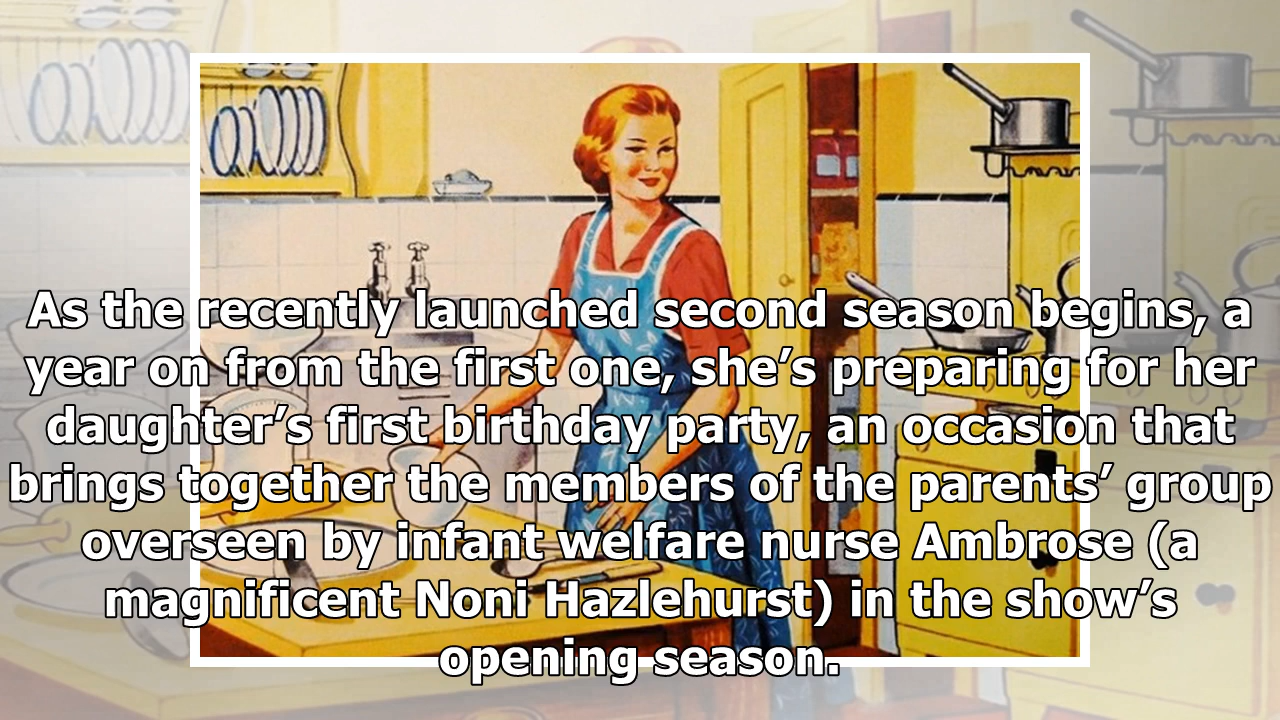 As the recently launched second season begins, a
year on from the first one, she’s preparing for her
daughter’s first birthday party, an occasion that
brings together the members of the parents’ group
overseen by infant welfare nurse Ambrose (a
magnificent Noni Hazlehurst) in the show’s
opening season.